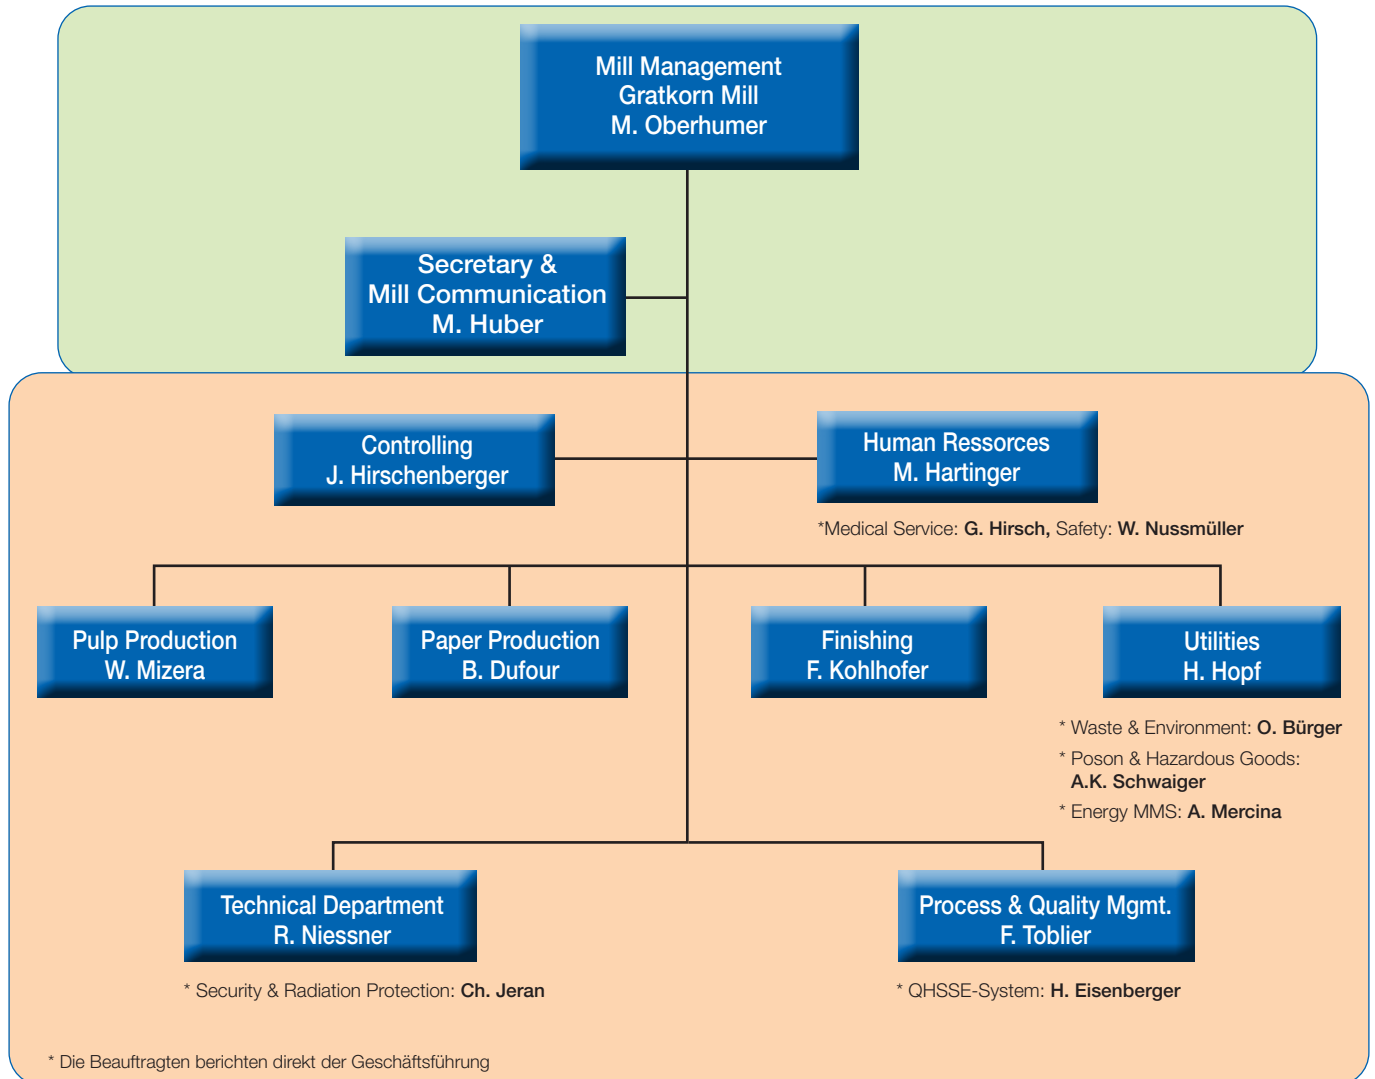 Mill Management
Gratkorn Mill
M. Oberhumer
Secretary &
Mill Communication
M. Huber
Controlling
J. Hirschenberger
Human Ressorces
M. Hartinger
*Medical Service: G. Hirsch, Safety: W. Nussmüller
Pulp Production
W. Mizera
Paper Production
B. Dufour
Finishing
F. Kohlhofer
Utilities
H. Hopf
* Waste & Environment: O. Bürger
* Poson & Hazardous Goods:
A.K. Schwaiger
* Energy MMS: A. Mercina
Technical Department
R. Niessner
* Security & Radiation Protection: Ch. Jeran
Process & Quality Mgmt.
F. Toblier
* QHSSE-System: H. Eisenberger
* Die Beauftragten berichten direkt der Geschäftsführung